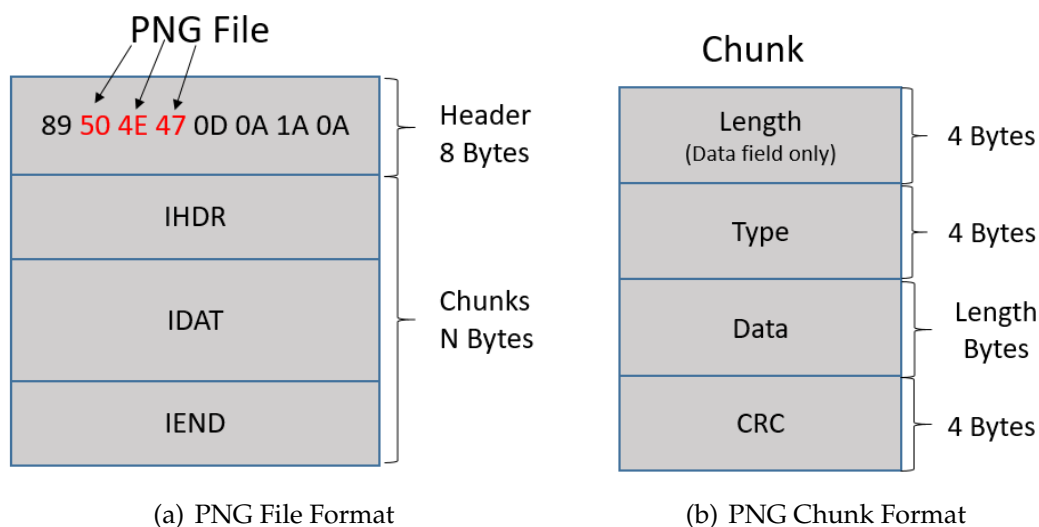 PNG File
89 50 4E 47 0D 0A 1A 0A
Header
8 Bytes
IHDR
IDAT
IEND
Chunks
N Bytes
(a) PNG File Format
Chunk
Length
(Data field only)
4 Bytes
Type
4 Bytes
Data
Length
Bytes
CRC
4 Bytes
(b) PNG Chunk Format